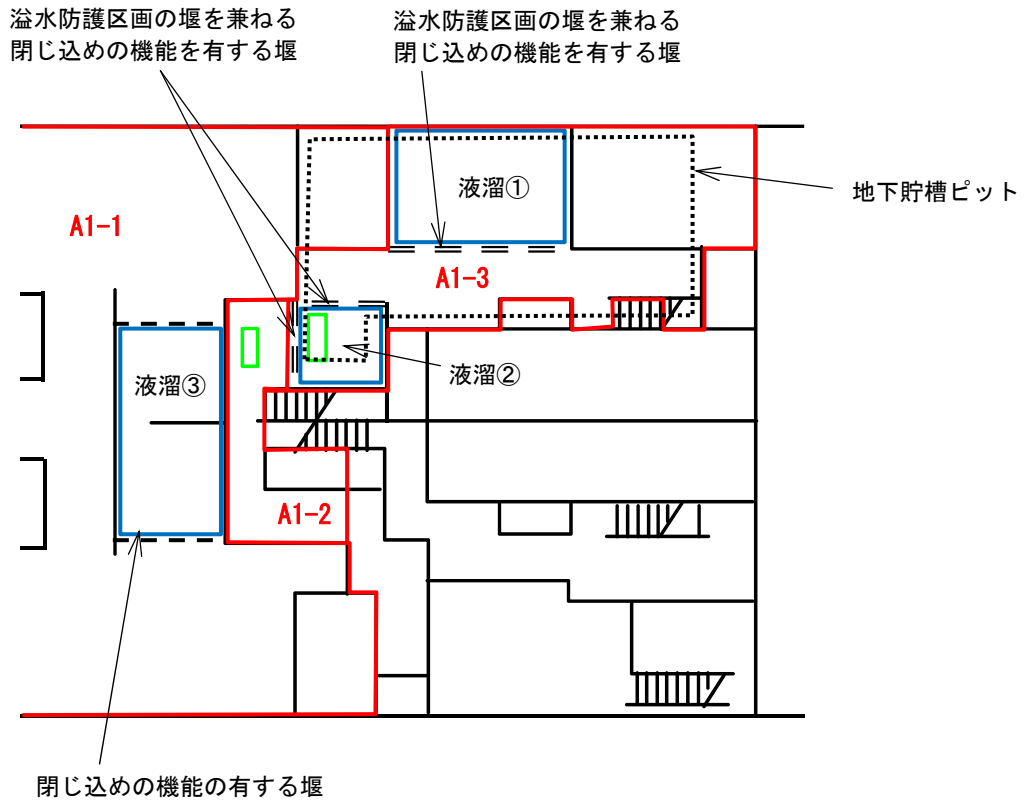 溢水防護区画の堰を兼ねる
閉じ込めの機能を有する堰
溢水防護区画の堰を兼ねる
閉じ込めの機能を有する堰
液溜①
地下貯槽ピット
A1-1
A1-3
液溜③
液溜②
A1-2
閉じ込めの機能の有する堰